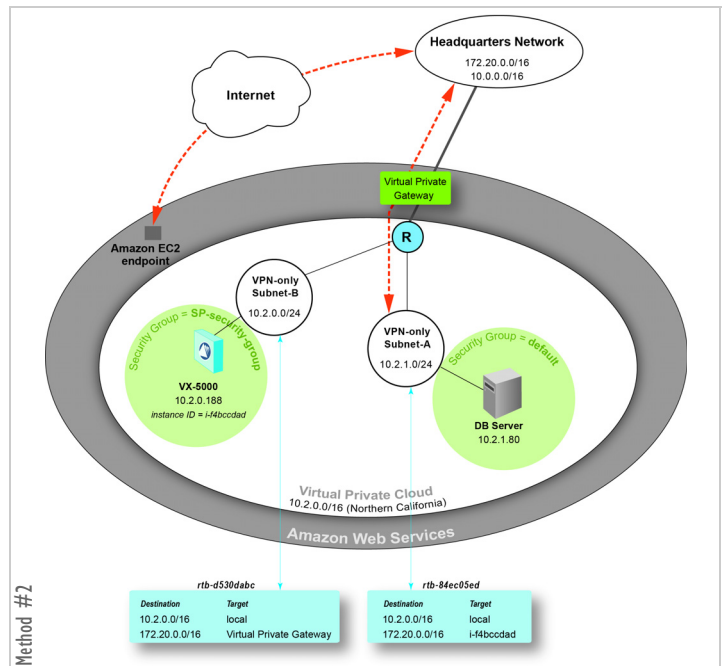 Headquarters Network
172.20.0.0/16
10.0.0.0/16
Internet
Virtual Private
Gateway
R
Amazon EC2
endpoint
VPN-only
Subnet-B
10.2.0.0/24
VPN-only
Subnet-A
10.2.1.0/24
Security Group = SP-security-group
VX-5000
10.2.0.188
instance ID = i-f4bccdad
Security Group = default
DB Server
10.2.1.80
Virtual Private Cloud
10.2.0.0/16 (Northern California)
Amazon Web Services
rtb-d530dabc
Destination Target
10.2.0.0/16 local
172.20.0.0/16 Virtual Private Gateway
rtb-84ec05ed
Destination Target
10.2.0.0/16 local
172.20.0.0/16 i-f4bccdad
Method #2